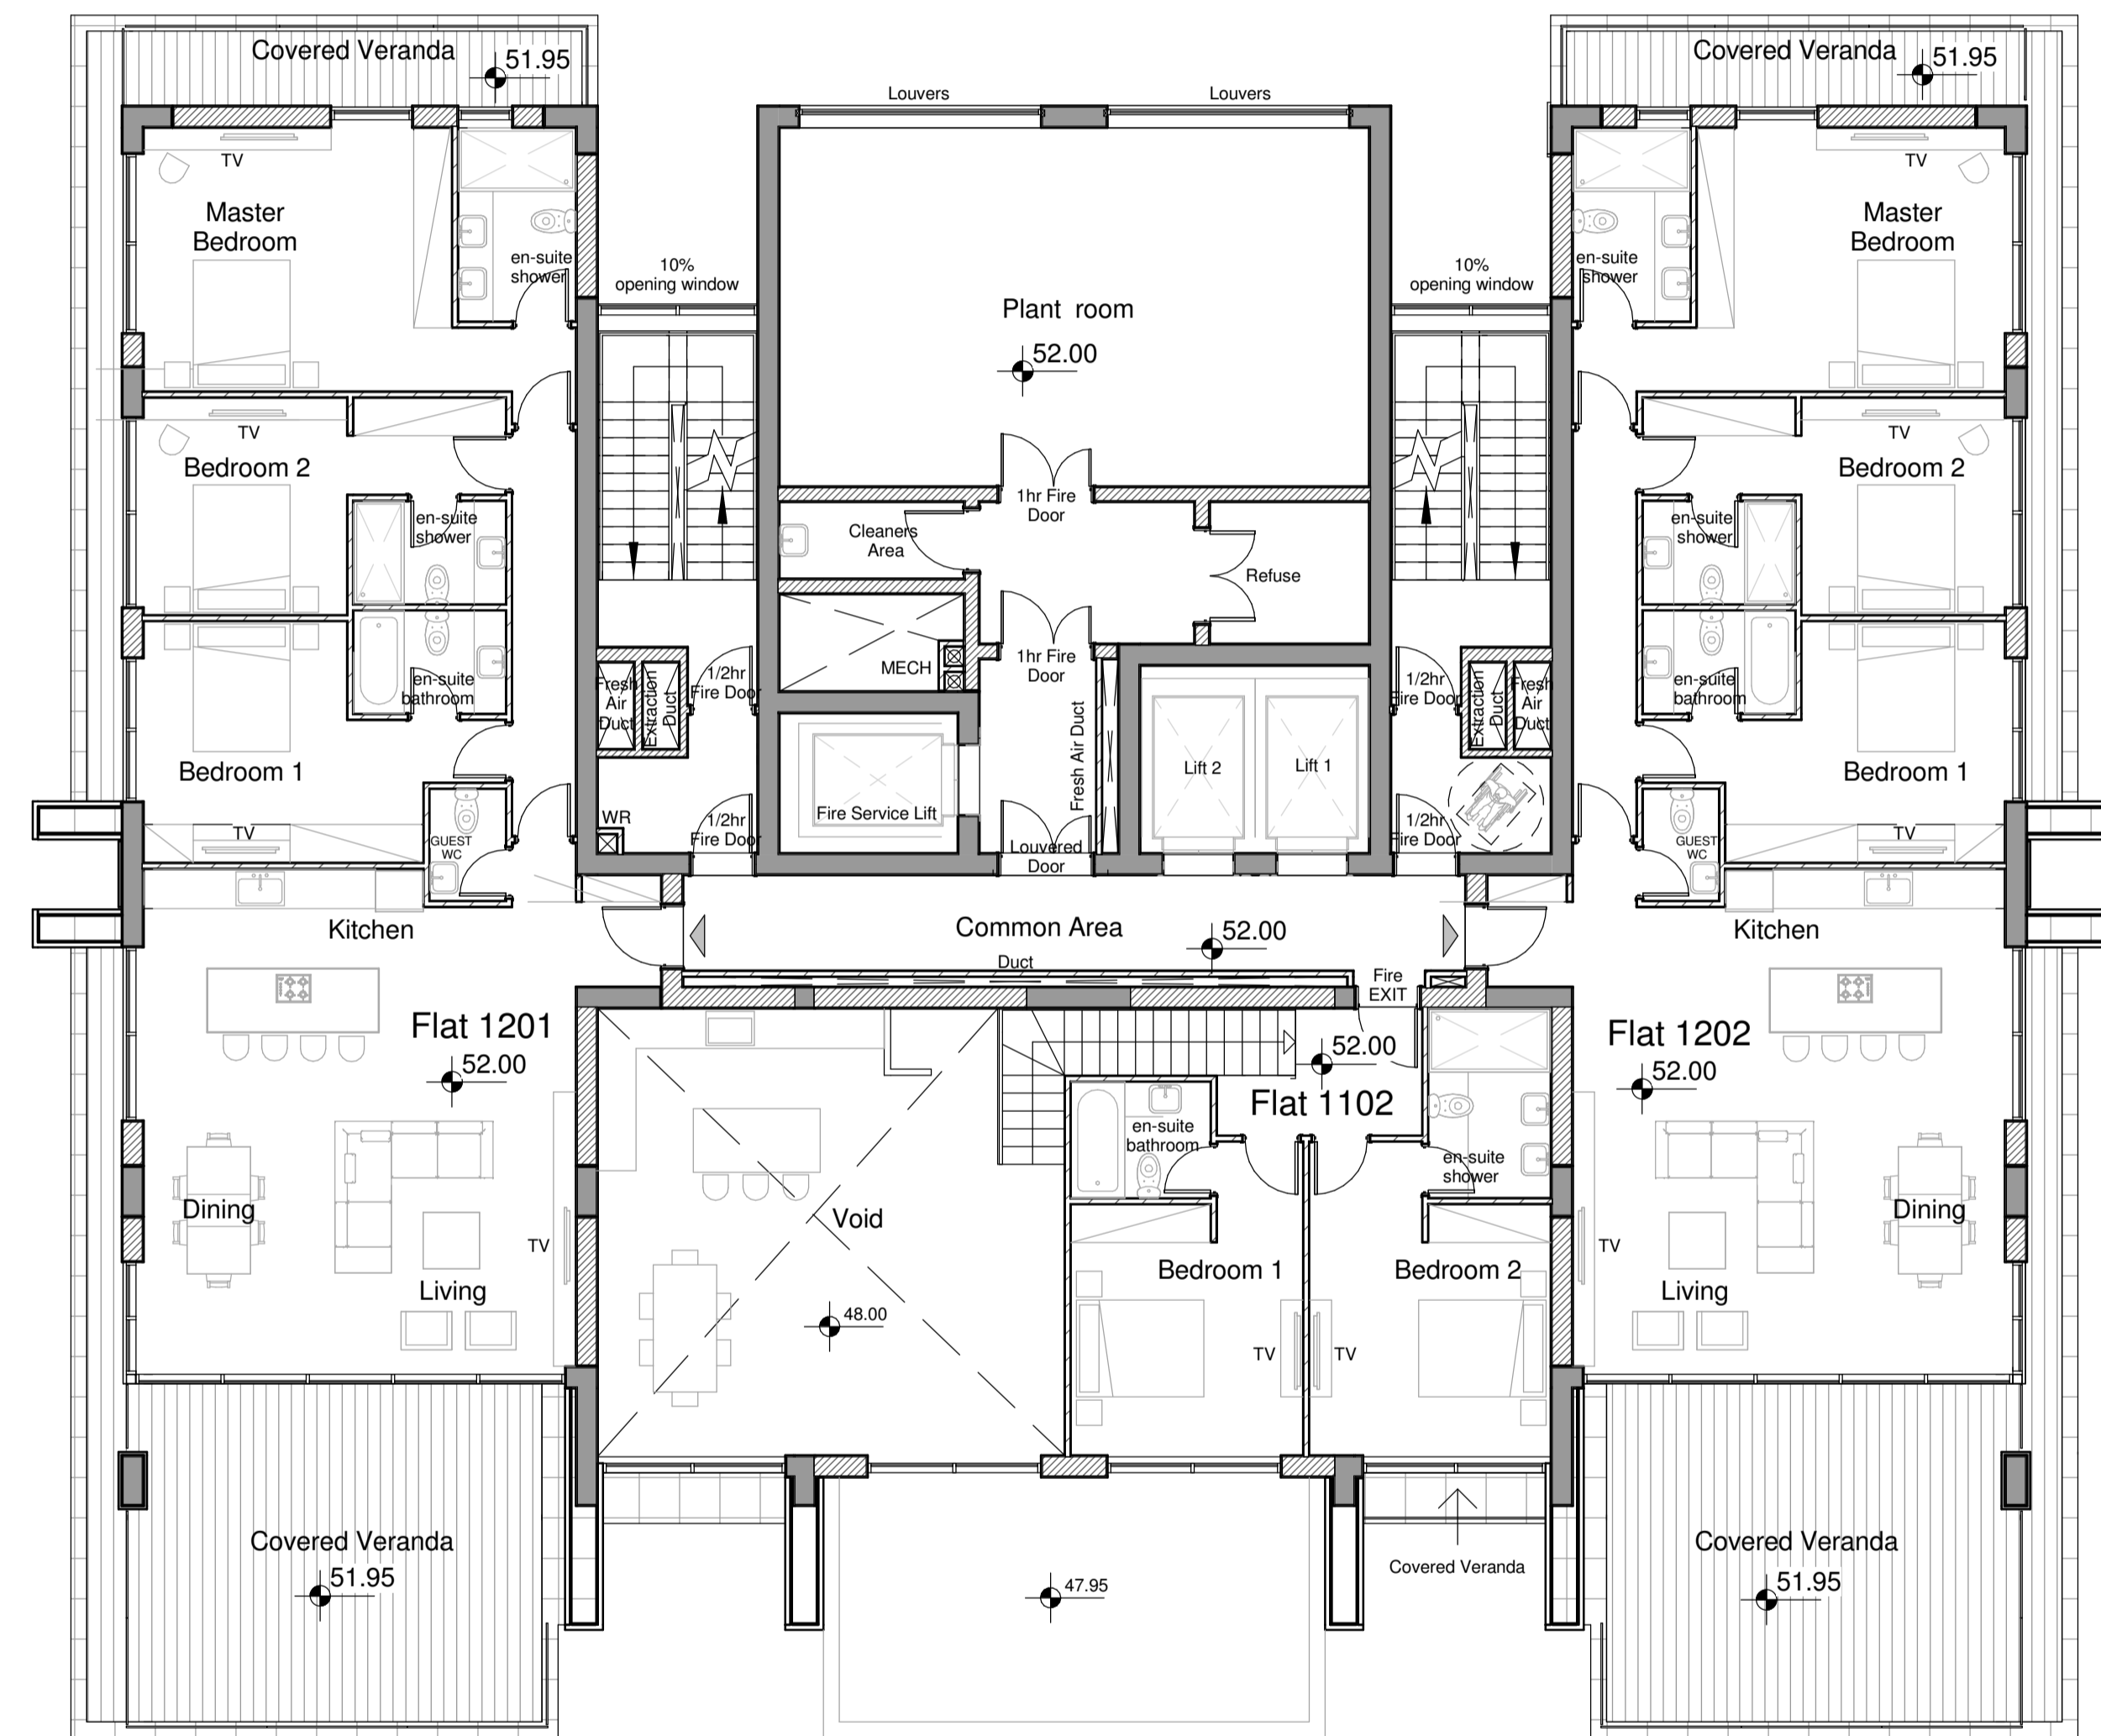 Covered Veranda
51.95
Covered Veranda
51.95
Louvers
Louvers
TV
Master
Bedroom
en-suite
shower
10%
opening window
Plant room
52.00
10%
opening window
en-suite
shower
TV
Master
Bedroom
TV
Bedroom 2
en-suite
shower
1hr Fire
Door
Cleaners
Area
Refuse
en-suite
shower
TV
Bedroom 2
en-suite
bathroom
Bedroom 1
Fresh
Air
Duct
Extraction
Duct
1/2hr
Fire Door
MECH
1hr Fire
Door
Fresh Air Duct
Lift 2
Lift 1
1/2hr
Fire Door
Extraction
Duct
Fresh
Air
Duct
en-suite
bathroom
Bedroom 1
TV
GUEST
WC
WR
1/2hr
Fire Door
Fire Service Lift
Louvered
Door
1/2hr
Fire Door
GUEST
WC
TV
Kitchen
Common Area
52.00
Duct
Fire
EXIT
Kitchen
Flat 1201
52.00
52.00
Flat 1102
Flat 1202
52.00
en-suite
bathroom
en-suite
shower
Dining
TV
Living
Void
48.00
Bedroom 1
TV
Bedroom 2
TV
TV
Living
Dining
Covered Veranda
51.95
47.95
Covered Veranda
Covered Veranda
51.95